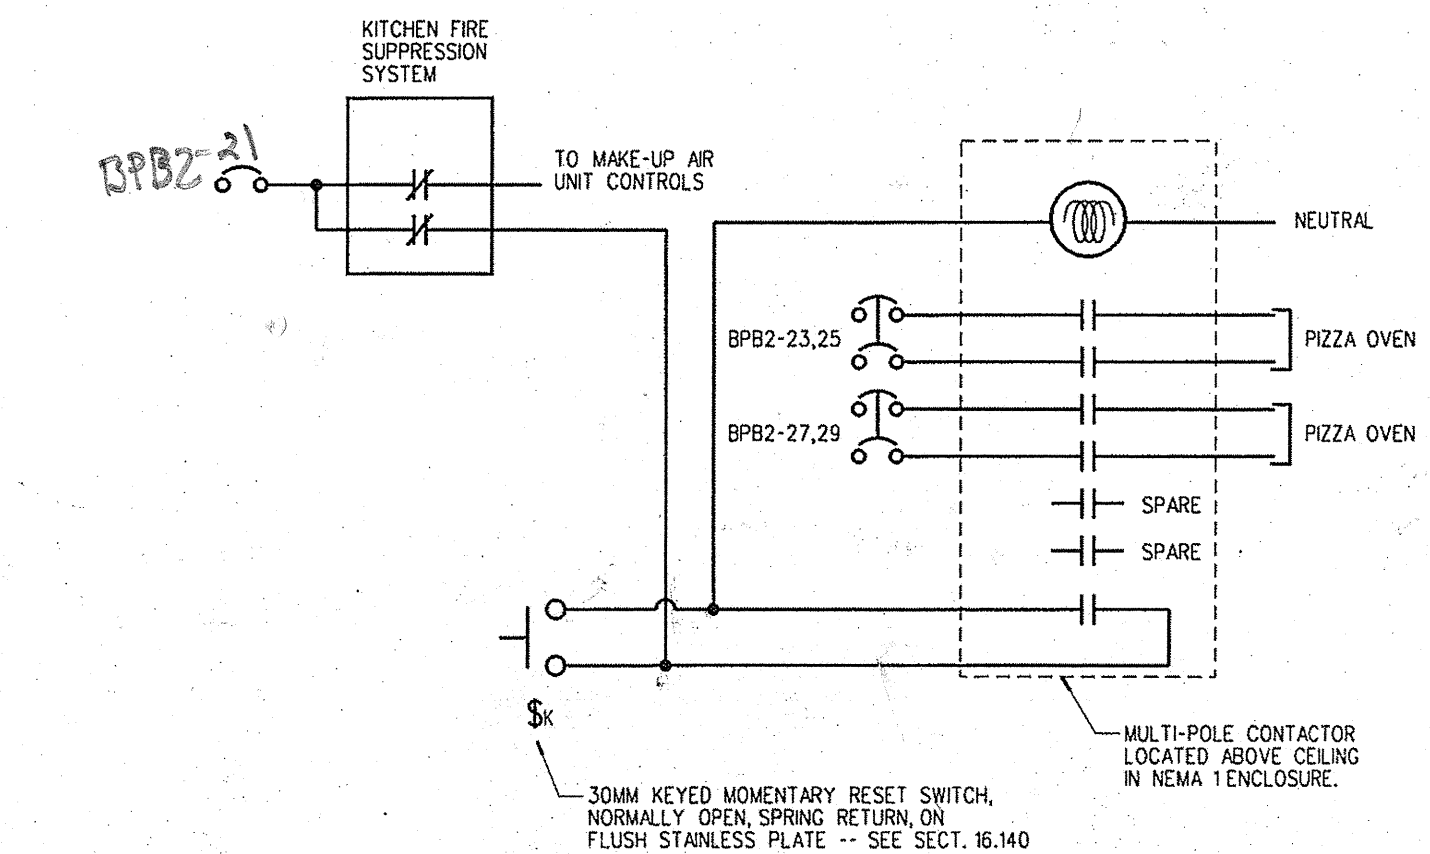 KITCHEN FIRE
SUPPRESSION
SYSTEM
BPB2-21
TO MAKE-UP AIR
UNIT CONTROLS
NEUTRAL
BPB2-23,25
PIZZA OVEN
BPB2-27,29
PIZZA OVEN
SPARE
SPARE
$K
MULTI-POLE CONTACTOR
LOCATED ABOVE CEILING
IN NEMA 1 ENCLOSURE.
30MM KEYED MOMENTARY RESET SWITCH,
NORMALLY OPEN, SPRING RETURN, ON
FLUSH STAINLESS PLATE -- SEE SECT. 16.140